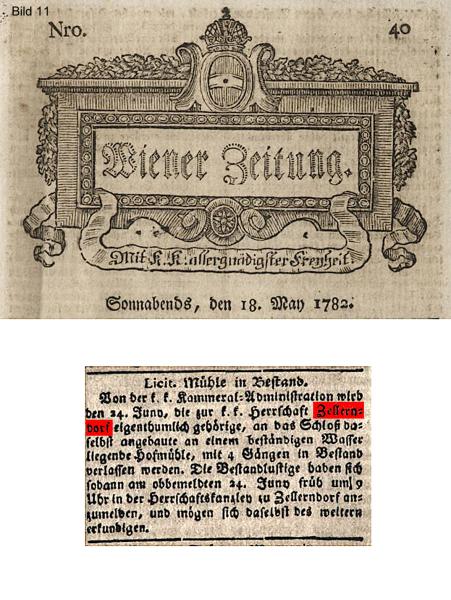 Bild 11
Nro. 40
Wiener Zeitung.
Mit K. K. allergnädigster Freyheit.
Sonnabends, den 18. May 1782.
Licit. Mühle in Bestand.
Von der k. k. Kammeral-Administration wird
den 24. Juny, die zur k. k. Herrschaft Zellern-
dorf eigenthumlich gehörige, an das Schloß da-
selbst angebaute an einem beständigen Wasser
liegende Hofmühle, mit 4 Gängen in Bestand
verlassen werden. Die Bestandlustige haben sich
sodann am obbemeldten 24. Juny früh um 9
Uhr in der Herrschaftskanzley zu Zellerndorf an-
zumelden, und mögen sich daselbst des weitern
erkundigen.